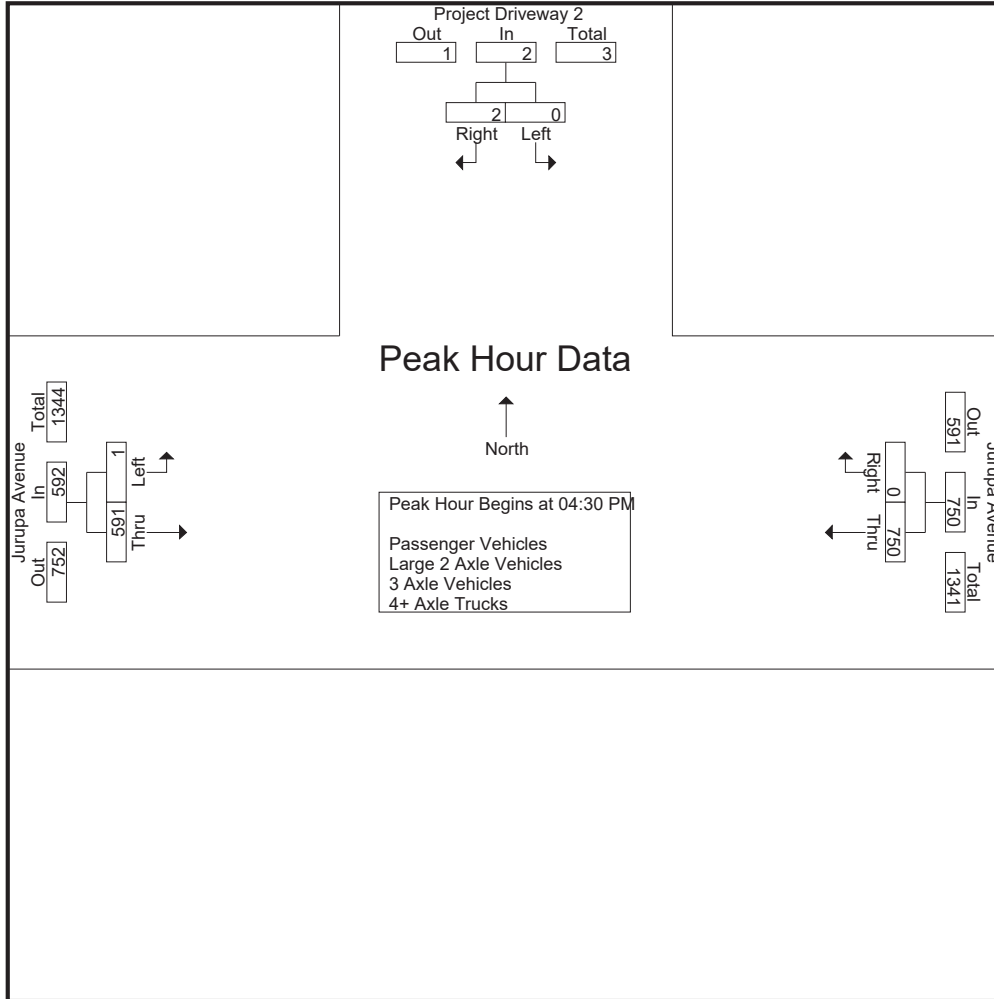 Project Driveway 2
Out In Total
1 2 3
2 0
Right Left
Peak Hour Data
North
Peak Hour Begins at 04:30 PM
Passenger Vehicles
Large 2 Axle Vehicles
3 Axle Vehicles
4+ Axle Trucks
Jurupa Avenue
Out In Total
752 592 1344
591 1
Thru Left
Jurupa Avenue
Out In Total
591 750 1341
0 750
Right Thru